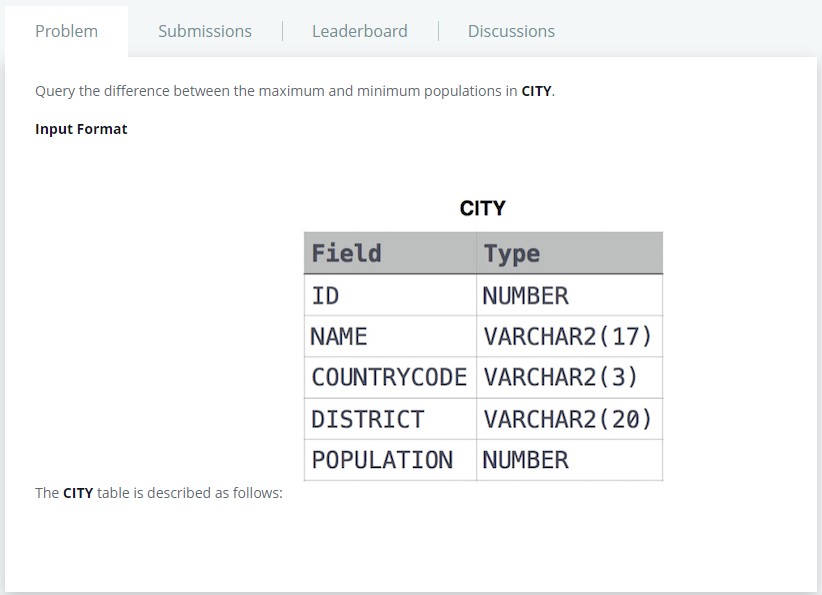 Problem
Submissions
Leaderboard
Discussions
Query the difference between the maximum and minimum populations in CITY.
Input Format
CITY
Field Type
ID NUMBER
NAME VARCHAR2(17)
COUNTRYCODE VARCHAR2(3)
DISTRICT VARCHAR2(20)
POPULATION NUMBER
The CITY table is described as follows: